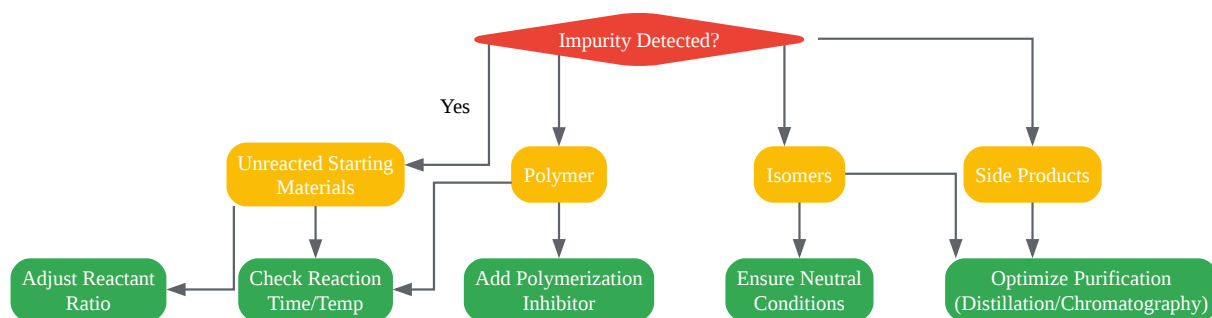 Impurity Detected?
Yes
Unreacted Starting
Materials
Polymer
Isomers
Side Products
Adjust Reactant
Ratio
Check Reaction
Time/Temp
Add Polymerization
Inhibitor
Ensure Neutral
Conditions
Optimize Purification
(Distillation/Chromatography)